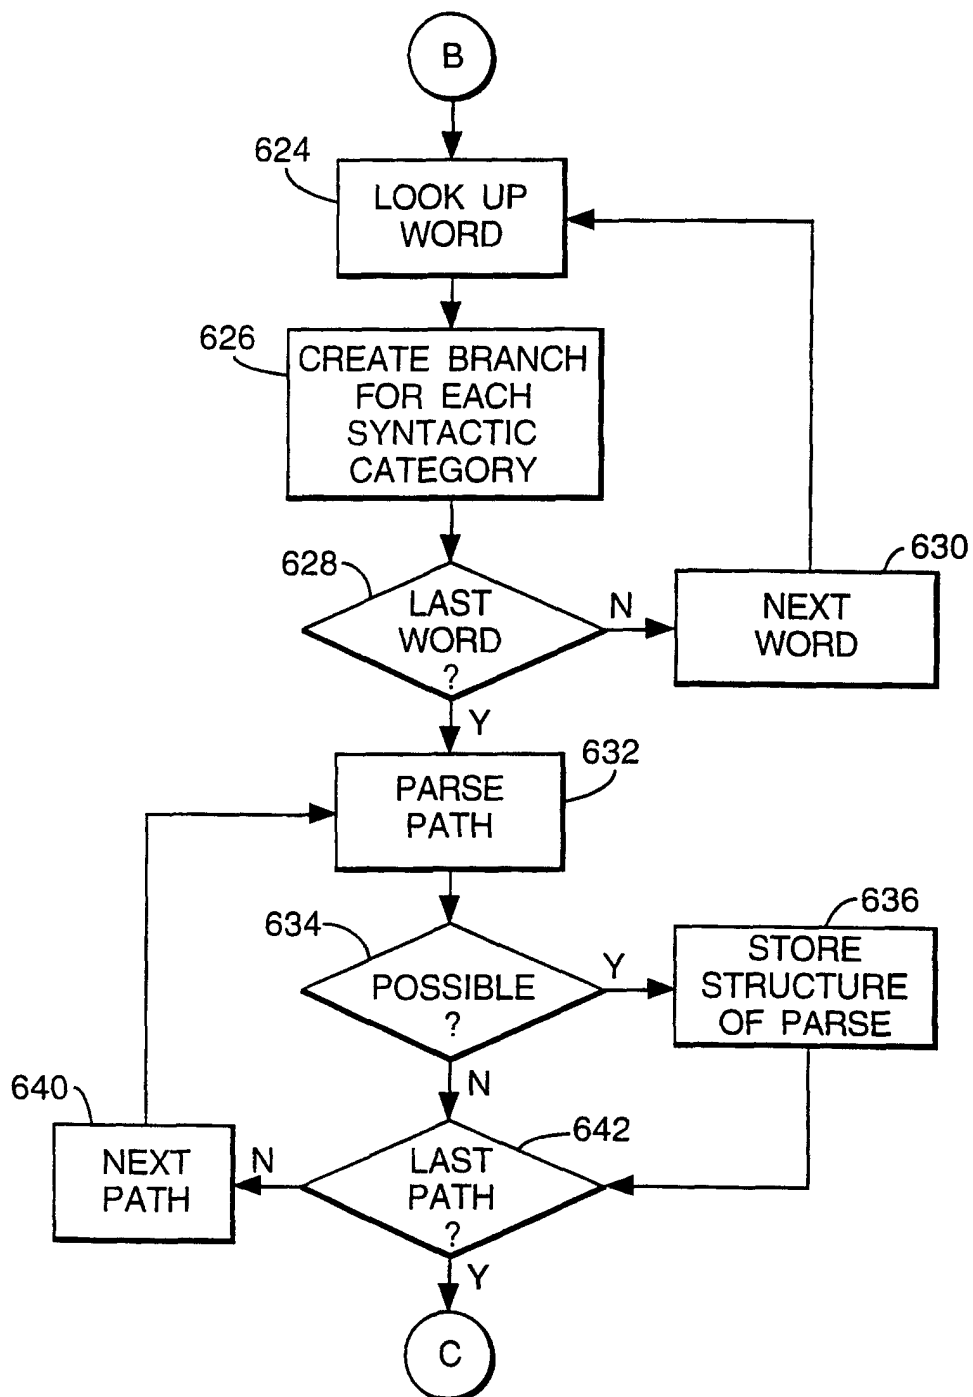 B
624
LOOK UP
WORD
626
CREATE BRANCH
FOR EACH
SYNTACTIC
CATEGORY
628
LAST
WORD
?
N
630
NEXT
WORD
Y
632
PARSE
PATH
634
POSSIBLE
?
Y
636
STORE
STRUCTURE
OF PARSE
N
640
NEXT
PATH
N
642
LAST
PATH
?
Y
C